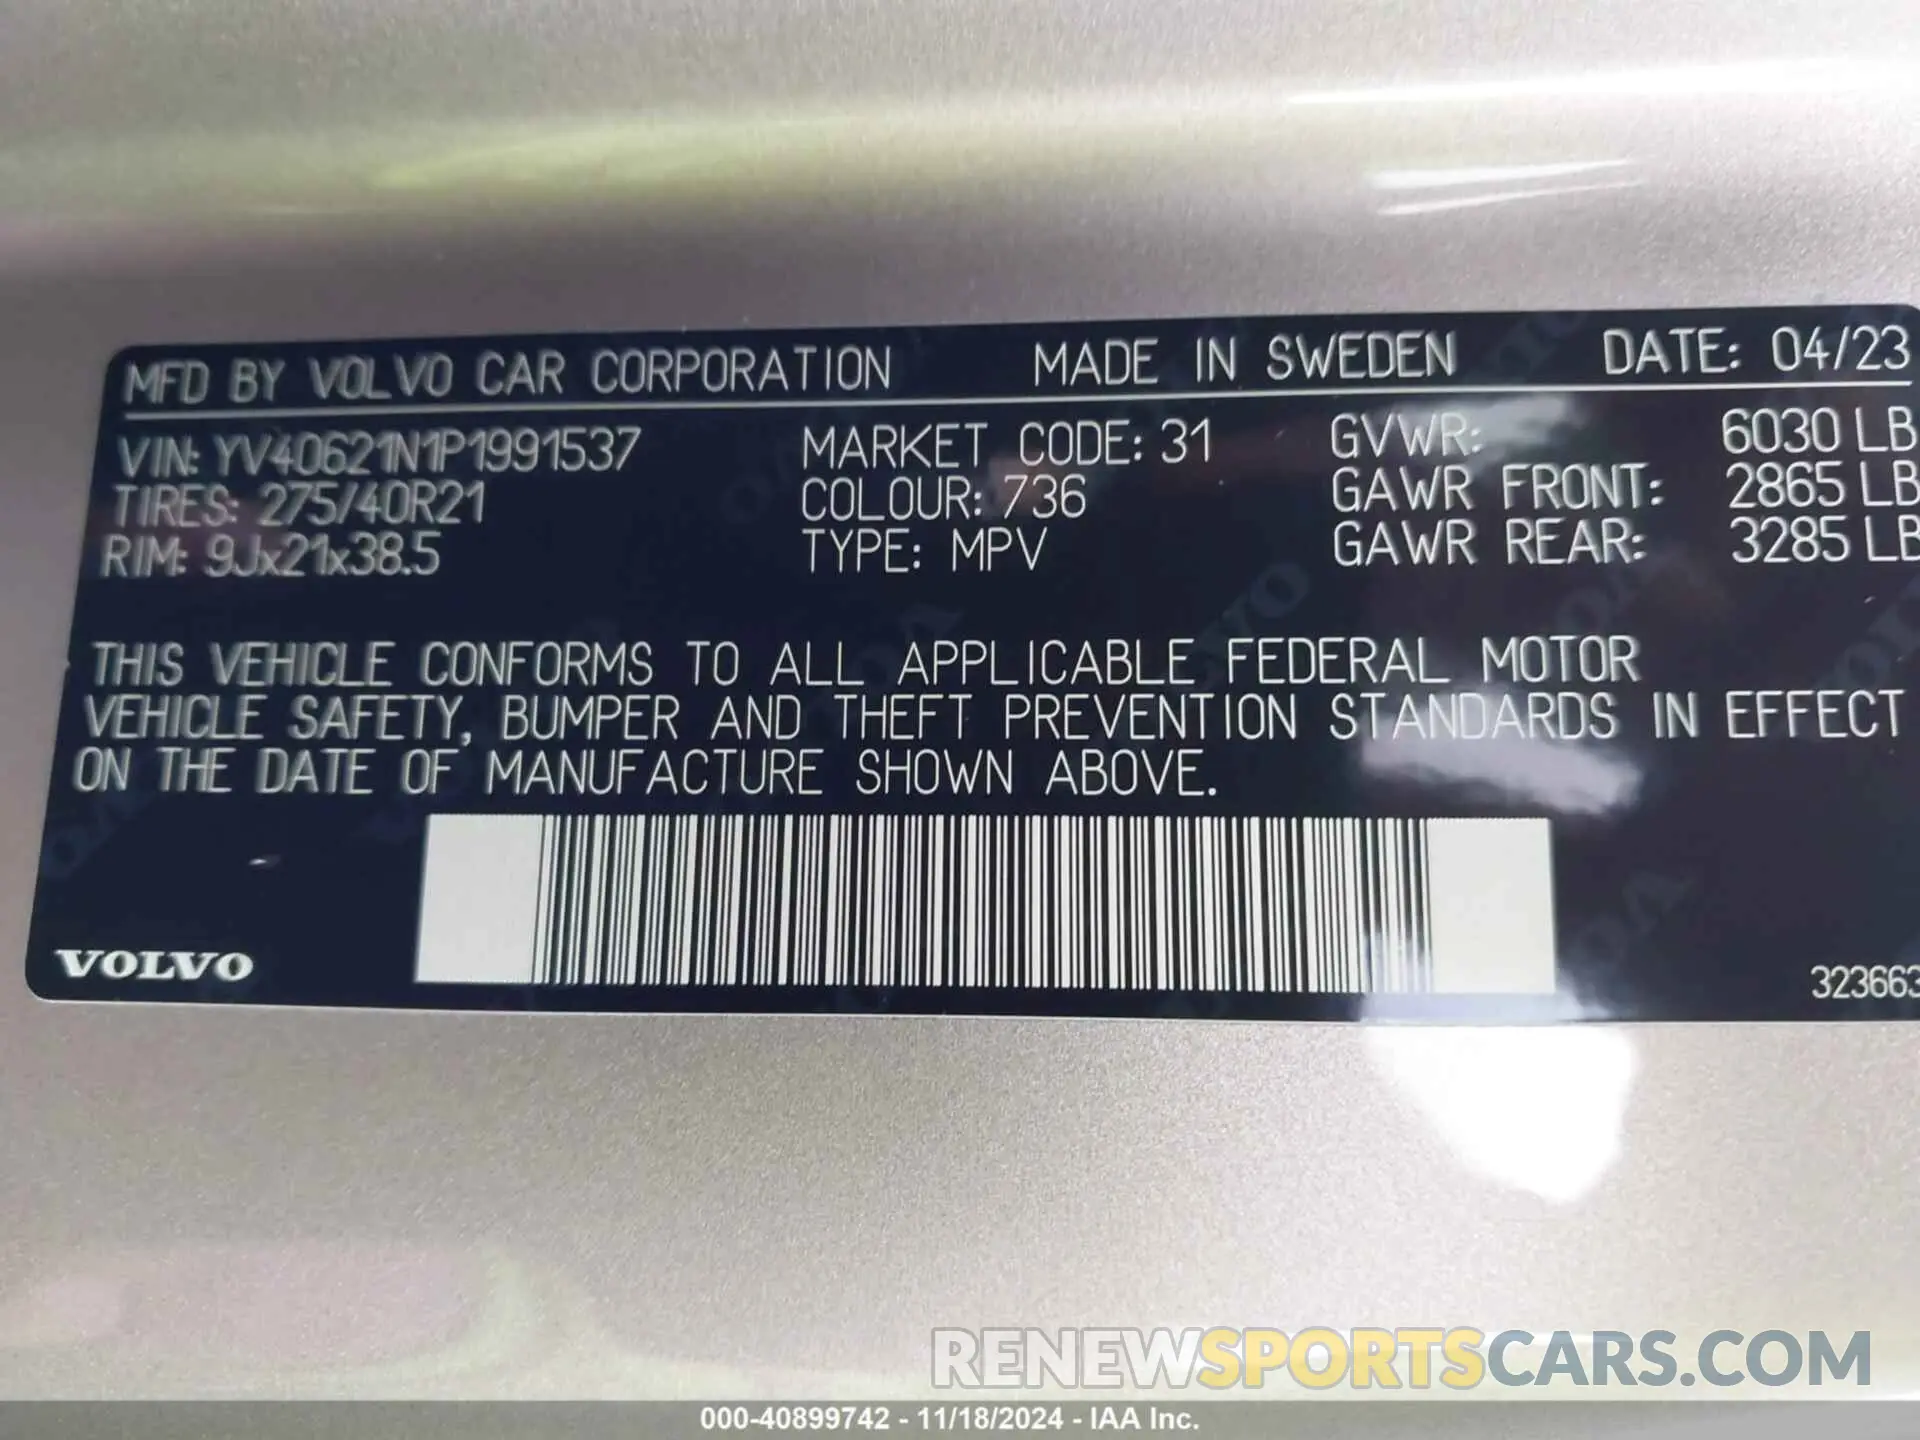 MFD BY VOLVO CAR CORPORATION MADE IN SWEDEN DATE: 04/23
VIN: YV40621N1P1991537 MARKET CODE: 31 GVWR: 6030 LB
TIRES: 275/40R21 COLOUR: 736 GAWR FRONT: 2865 LB
RIM: 9Jx21x38.5 TYPE: MPV GAWR REAR: 3285 LB
THIS VEHICLE CONFORMS TO ALL APPLICABLE FEDERAL MOTOR
VEHICLE SAFETY, BUMPER AND THEFT PREVENTION STANDARDS IN EFFECT
ON THE DATE OF MANUFACTURE SHOWN ABOVE.
VOLVO
323663
RENEWSPORTSCARS.COM
000-40899742 - 11/18/2024 - IAA Inc.